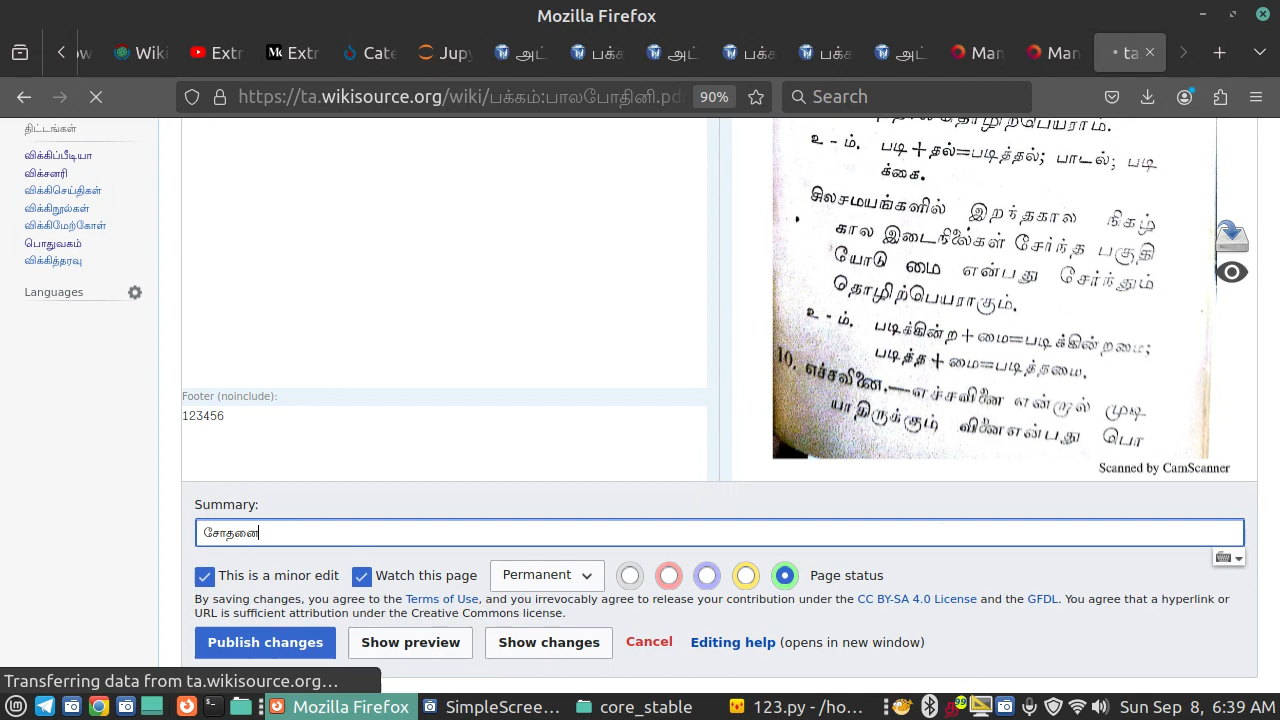 Mozilla Firefox
Wiki
Extr
Extr
Cate
Jupy
அட
பக்க
அட
பக்க
பக்க
அட
Man
Man
ta.
https://ta.wikisource.org/wiki/பக்கம்:பாலபோதினி.pd
90%
Search
திட்டங்கள்
விக்கிப்பீடியா
விக்சனரி
விக்கிசெய்திகள்
விக்கிநூல்கள்
விக்கிமேற்கோள்
பொதுவகம்
விக்கித்தரவு
Languages
தொழிற்பெயராம்.
உ - ம். படி+தல்=படித்தல்; பாடல்; படி
க்கை.
சிலசமயங்களில் இறந்தகால நிகழ்
கால இடைநிலைகள் சேர்ந்த பகுதி
யோடு மை என்பது சேர்ந்தும்
தொழிற்பெயராகும்.
உ - ம். படிக்கின்ற+மை=படிக்கின்றமை;
படித்த+மை=படித்தமை.
10. எச்சவினை.—எச்சவினை என்றால் முடி
யாதிருக்கும் வினைஎன்பது பொ
Scanned by CamScanner
Footer (noinclude):
123456
Summary:
சோதனை
This is a minor edit
Watch this page
Permanent
Page status
By saving changes, you agree to the Terms of Use, and you irrevocably agree to release your contribution under the CC BY-SA 4.0 License and the GFDL. You agree that a hyperlink or
URL is sufficient attribution under the Creative Commons license.
Publish changes
Show preview
Show changes
Cancel
Editing help (opens in new window)
Transferring data from ta.wikisource.org…
Mozilla Firefox
SimpleScree...
core_stable
123.py - /ho...
Sun Sep 8, 6:39 AM